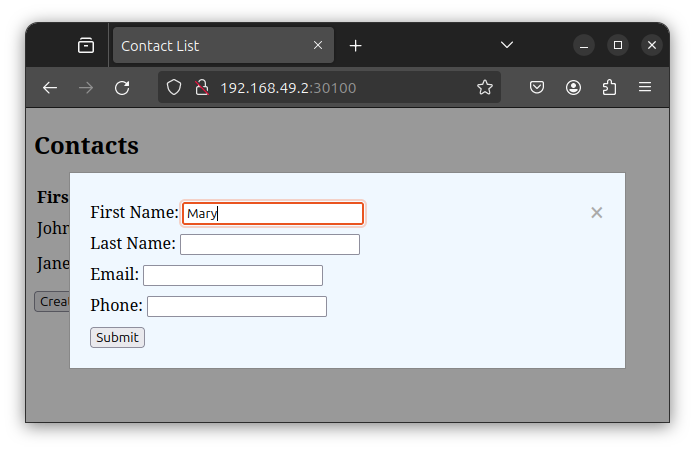 Contact List
192.168.49.2:30100
Contacts
Firs
John
Jane
Creat
First Name: Mary
Last Name:
Email:
Phone:
Submit